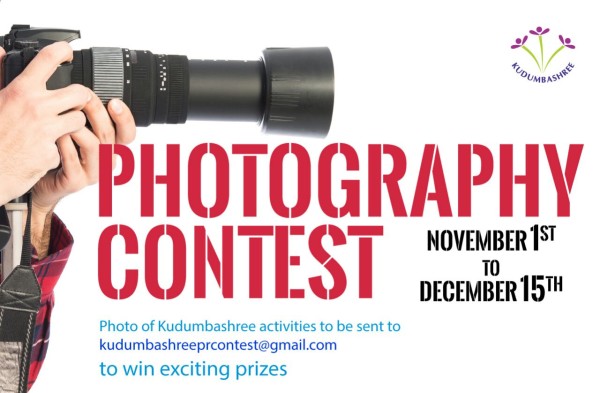 KUDUMBASHREE
PHOTOGRAPHY
CONTEST
NOVEMBER 1ST
TO
DECEMBER 15TH
Photo of Kudumbashree activities to be sent to
kudumbashreeprcontest@gmail.com
to win exciting prizes